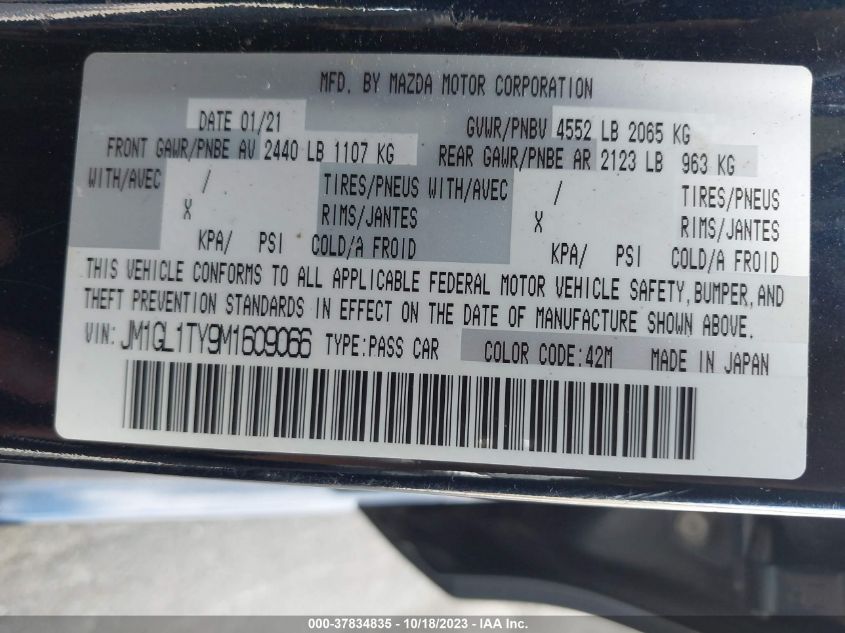 MFD. BY MAZDA MOTOR CORPORATION
DATE 01/21 GVWR/PNBV 4552 LB 2065 KG
FRONT GAWR/PNBE AV 2440 LB 1107 KG REAR GAWR/PNBE AR 2123 LB 963 KG
WITH/AVEC / TIRES/PNEUS WITH/AVEC / TIRES/PNEUS
X RIMS/JANTES X RIMS/JANTES
KPA/ PSI COLD/A FROID KPA/ PSI COLD/A FROID
THIS VEHICLE CONFORMS TO ALL APPLICABLE FEDERAL MOTOR VEHICLE SAFETY, BUMPER, AND
THEFT PREVENTION STANDARDS IN EFFECT ON THE DATE OF MANUFACTURE SHOWN ABOVE.
VIN: JM1GL1TY9M1609066 TYPE:PASS CAR COLOR CODE:42M MADE IN JAPAN
000-37834835 - 10/18/2023 - IAA Inc.